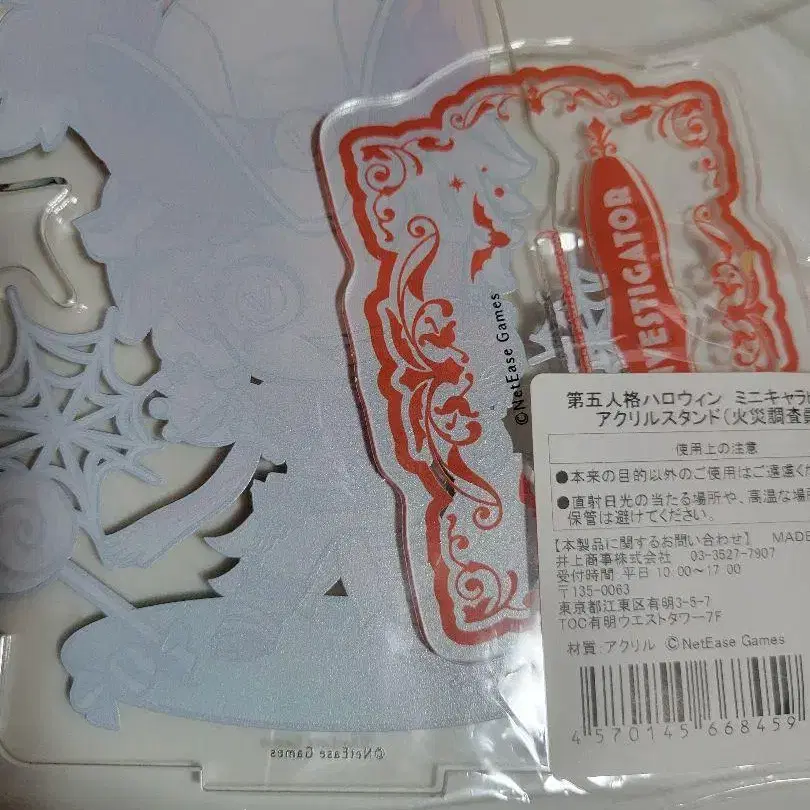 ©NetEase Games
VESTIGATOR
第五人格ハロウィン ミニキャラ
アクリルスタンド(火災調査
使用上の注意
●本来の目的以外のご使用はご遠慮くだ
●直射日光の当たる場所や、高温な場所
保管は避けてください。
【本製品に関するお問い合わせ】 MADE
井上商事株式会社 03-3527-7907
受付時間 平日 10:00~17:00
〒135-0063
東京都江東区有明3-5-7
TOC有明ウエストタワー7F
材質:アクリル ©NetEase Games
4 570145 668459
©NetEase Games